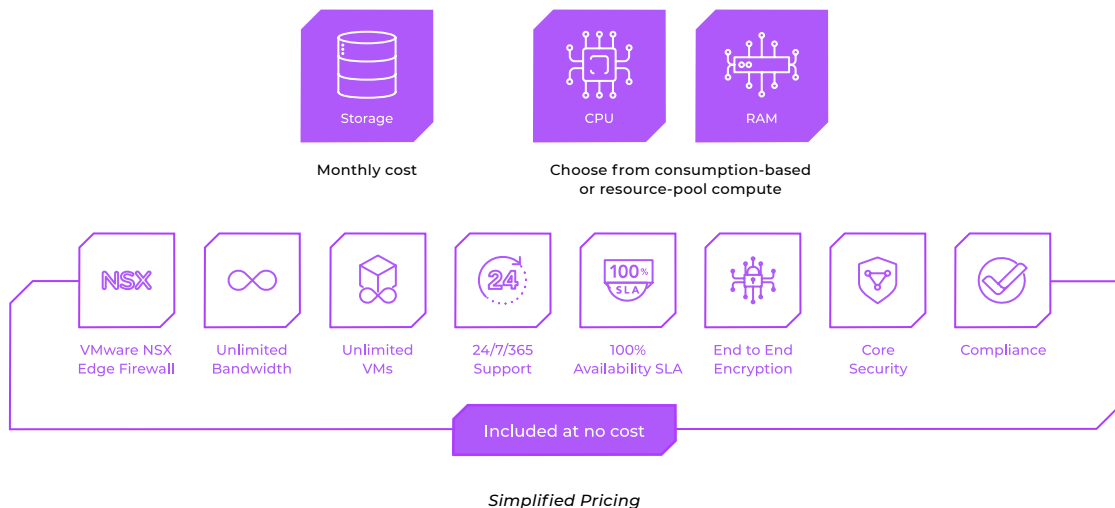 Storage
CPU
RAM
Monthly cost
Choose from consumption-based
or resource-pool compute
NSX
24
100%
SLA
VMware NSX
Edge Firewall
Unlimited
Bandwidth
Unlimited
VMs
24/7/365
Support
100%
Availability SLA
End to End
Encryption
Core
Security
Compliance
Included at no cost
Simplified Pricing